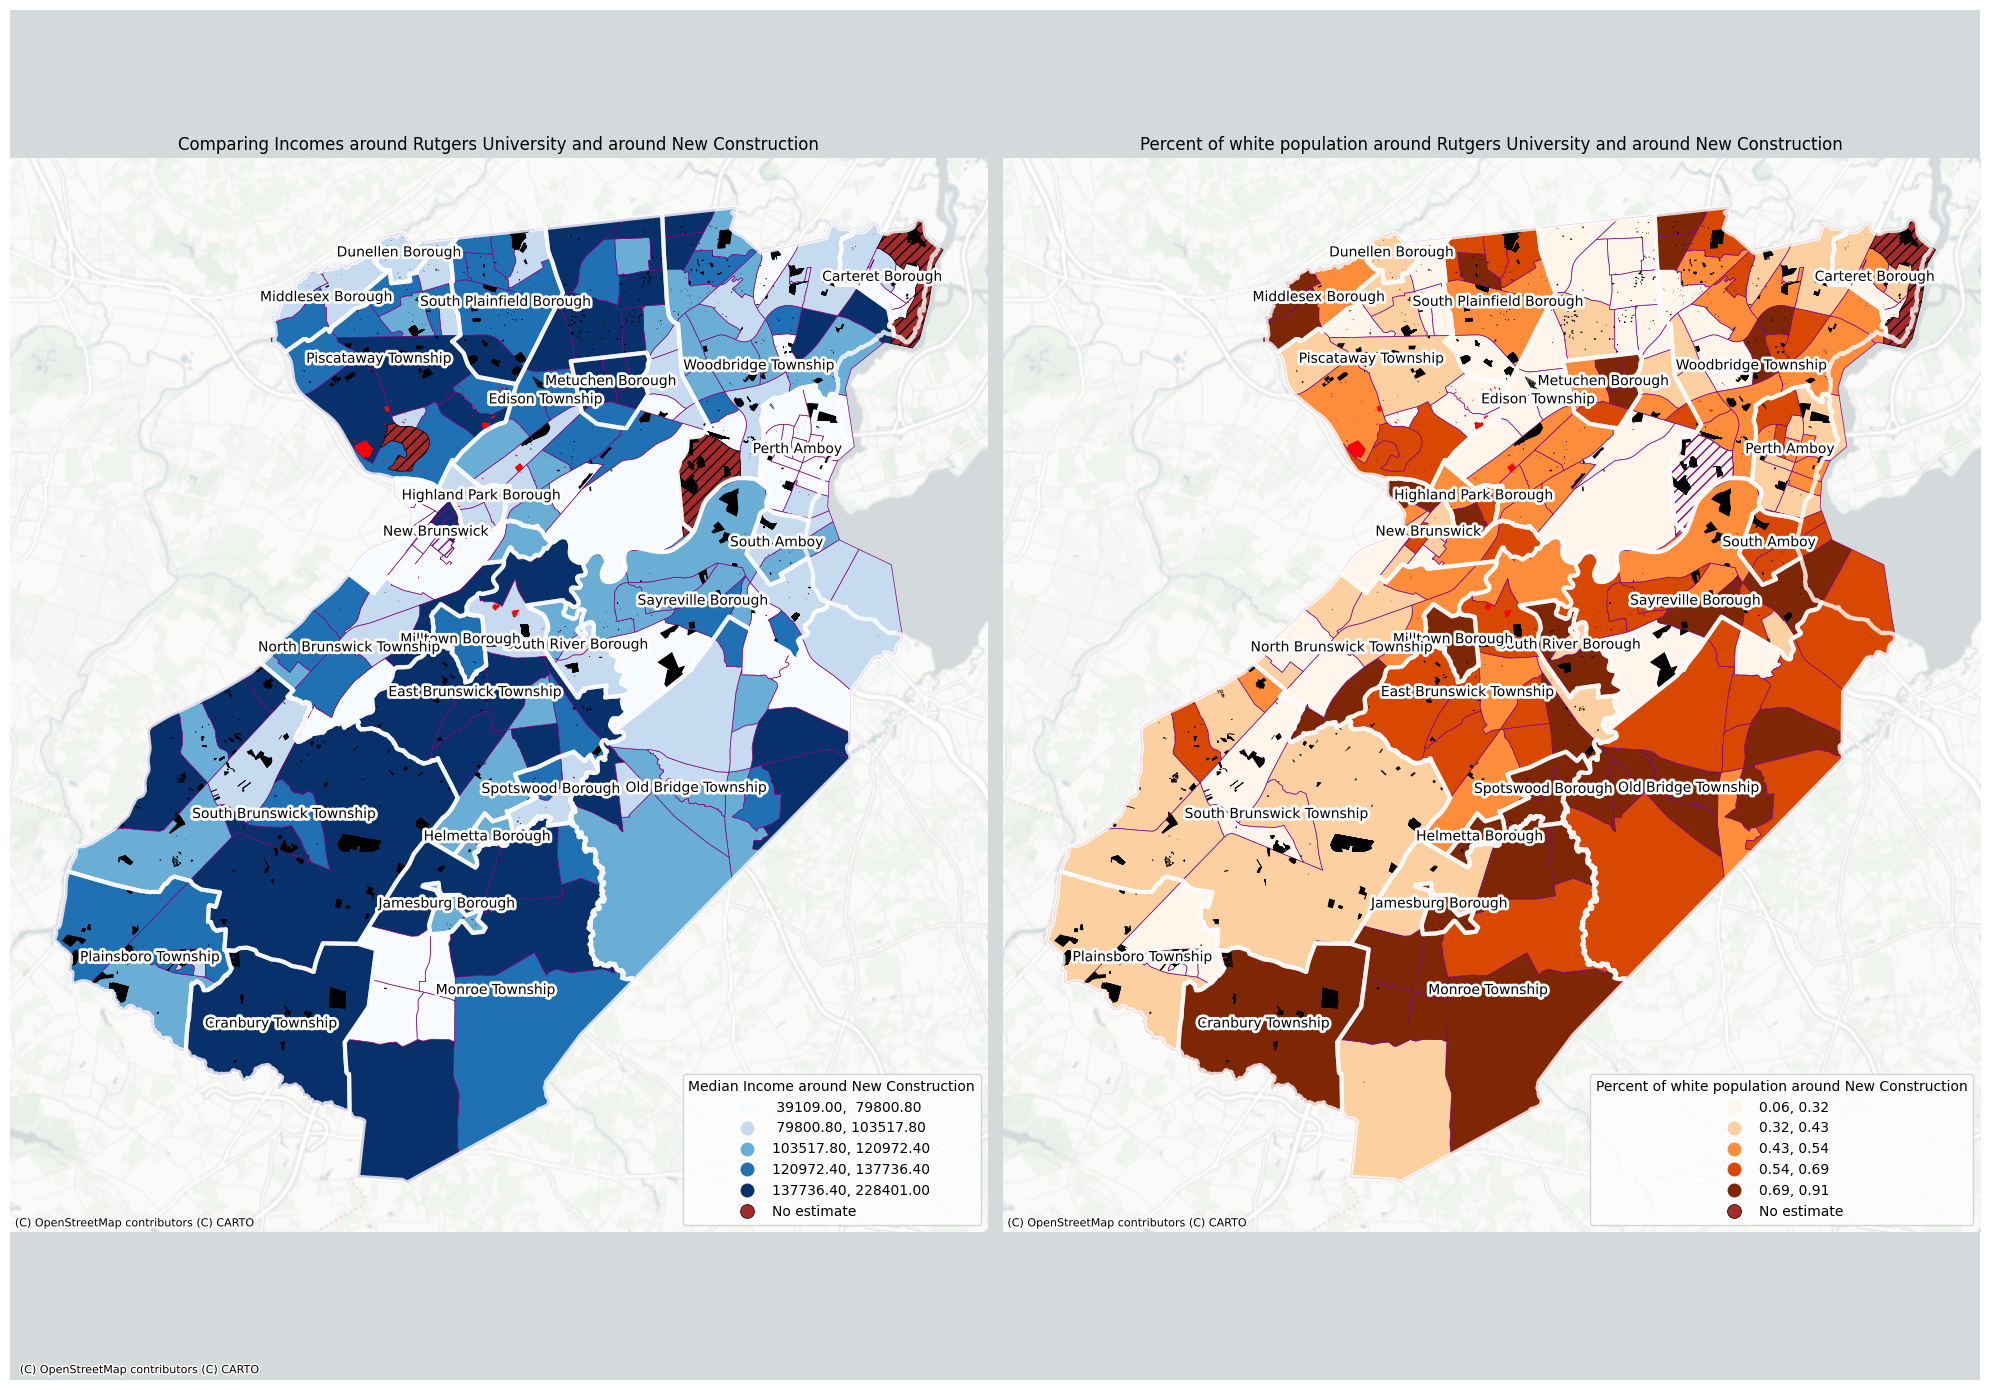 Comparing Incomes around Rutgers University and around New Construction
Dunellen Borough
Carteret Borough
Middlesex Borough
South Plainfield Borough
Piscataway Township
Woodbridge Township
Metuchen Borough
Edison Township
Perth Amboy
Highland Park Borough
New Brunswick
South Amboy
Sayreville Borough
Milltown Borough
South River Borough
North Brunswick Township
East Brunswick Township
Spotswood Borough
Old Bridge Township
South Brunswick Township
Helmetta Borough
Jamesburg Borough
Plainsboro Township
Monroe Township
Cranbury Township
Median Income around New Construction
39109.00, 79800.80
79800.80, 103517.80
103517.80, 120972.40
120972.40, 137736.40
137736.40, 228401.00
No estimate
(C) OpenStreetMap contributors (C) CARTO
Percent of white population around Rutgers University and around New Construction
Dunellen Borough
Carteret Borough
Middlesex Borough
South Plainfield Borough
Piscataway Township
Woodbridge Township
Metuchen Borough
Edison Township
Perth Amboy
Highland Park Borough
New Brunswick
South Amboy
Sayreville Borough
Milltown Borough
South River Borough
North Brunswick Township
East Brunswick Township
Spotswood Borough
Old Bridge Township
South Brunswick Township
Helmetta Borough
Jamesburg Borough
Plainsboro Township
Monroe Township
Cranbury Township
Percent of white population around New Construction
0.06, 0.32
0.32, 0.43
0.43, 0.54
0.54, 0.69
0.69, 0.91
No estimate
(C) OpenStreetMap contributors (C) CARTO
(C) OpenStreetMap contributors (C) CARTO